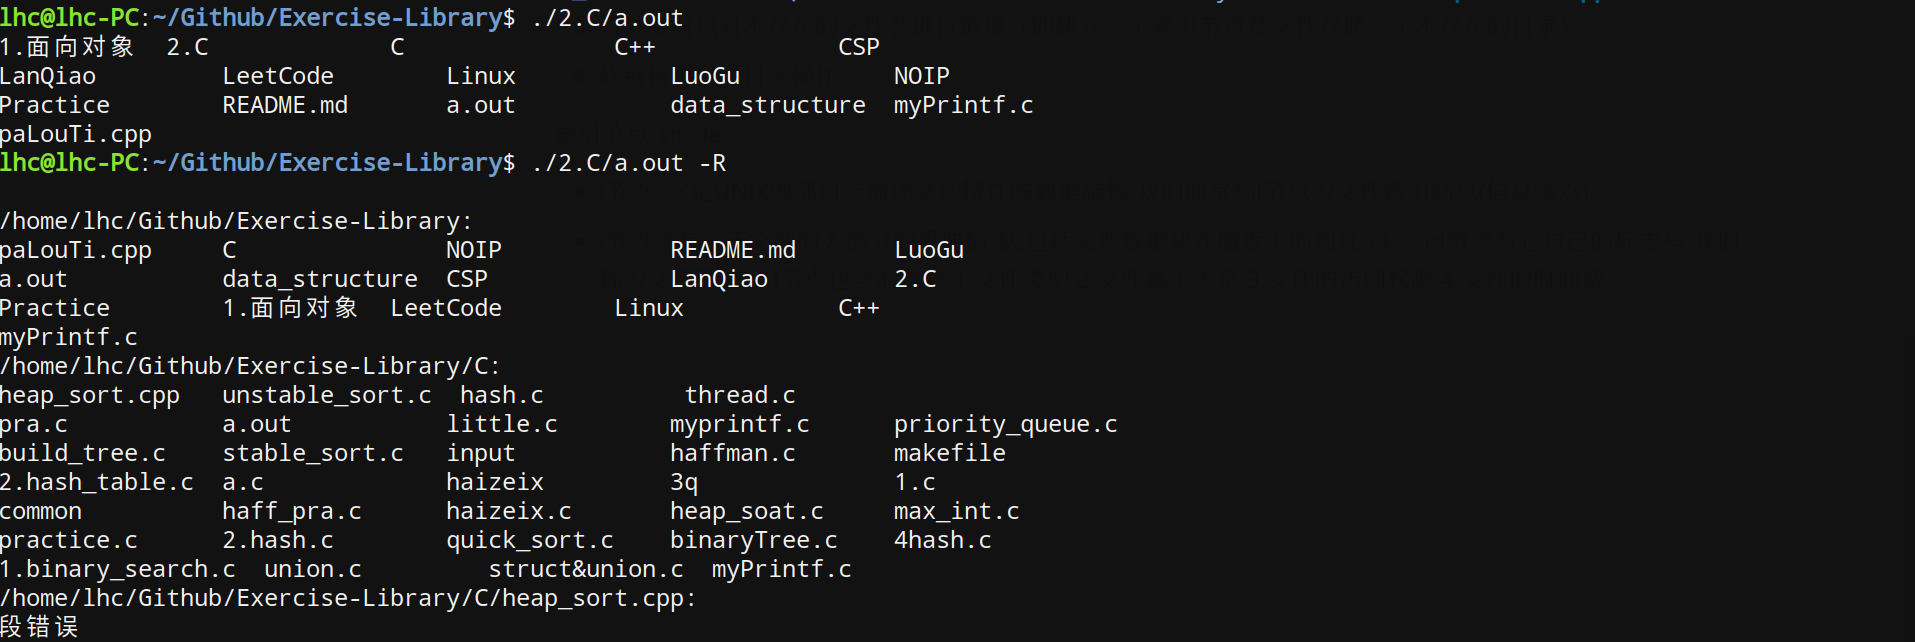 lhc@lhc-PC:~/Github/Exercise-Library$ ./2.C/a.out
1.面向对象  2.C             C               C++             CSP
LanQiao         LeetCode        Linux           LuoGu           NOIP
Practice        README.md       a.out           data_structure  myPrintf.c
paLouTi.cpp
lhc@lhc-PC:~/Github/Exercise-Library$ ./2.C/a.out -R
/home/lhc/Github/Exercise-Library:
paLouTi.cpp     C               NOIP            README.md       LuoGu
a.out           data_structure  CSP             LanQiao         2.C
Practice        1.面向对象  LeetCode        Linux           C++
myPrintf.c
/home/lhc/Github/Exercise-Library/C:
heap_sort.cpp   unstable_sort.c  hash.c          thread.c
pra.c           a.out           little.c        myprintf.c      priority_queue.c
build_tree.c    stable_sort.c   input           haffman.c       makefile
2.hash_table.c  a.c             haizeix         3q              1.c
common          haff_pra.c      haizeix.c       heap_soat.c     max_int.c
practice.c      2.hash.c        quick_sort.c    binaryTree.c    4hash.c
1.binary_search.c  union.c         struct&union.c  myPrintf.c
/home/lhc/Github/Exercise-Library/C/heap_sort.cpp:
段错误